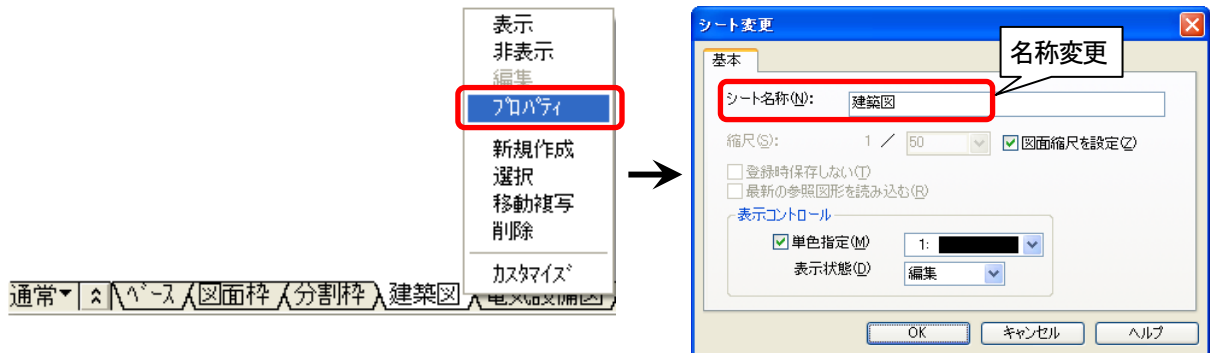 表示
非表示
編集
ﾌﾟﾛﾊﾟﾃｨ
新規作成
選択
移動複写
削除
ｶｽﾀﾏｲｽﾞ
通常▼
ﾍﾞｰｽ
図面枠
分割枠
建築図
電気設備図
シート変更
名称変更
基本
シート名称(N):
建築図
縮尺(S):
1 ／
50
図面縮尺を設定(Z)
登録時保存しない(T)
最新の参照図形を読み込む(R)
表示コントロール
単色指定(M)
1:
表示状態(D)
編集
OK
キャンセル
ヘルプ